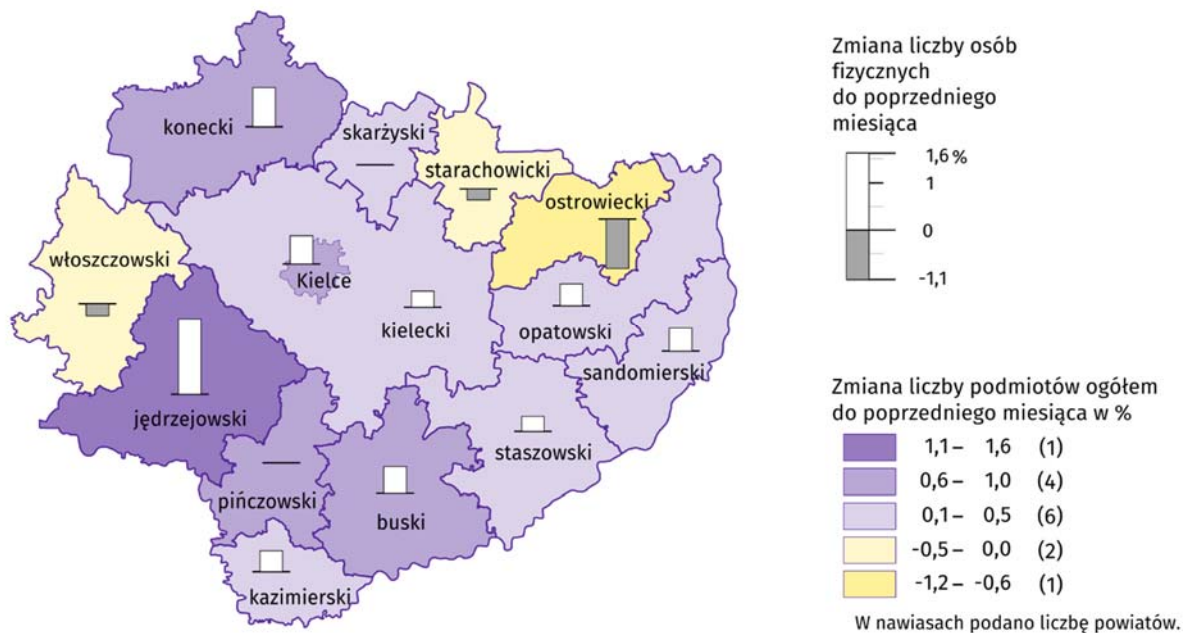 konecki
skarżyski
starachowicki
ostrowiecki
włoszczowski
Kielce
kielecki
opatowski
sandomierski
jędrzejowski
staszowski
pińczowski
buski
kazimierski
Zmiana liczby osób
fizycznych
do poprzedniego
miesiąca
1,6 %
1
0
-1,1
Zmiana liczby podmiotów ogółem
do poprzedniego miesiąca w %
1,1 – 1,6 (1)
0,6 – 1,0 (4)
0,1 – 0,5 (6)
-0,5 – 0,0 (2)
-1,2 – -0,6 (1)
W nawiasach podano liczbę powiatów.